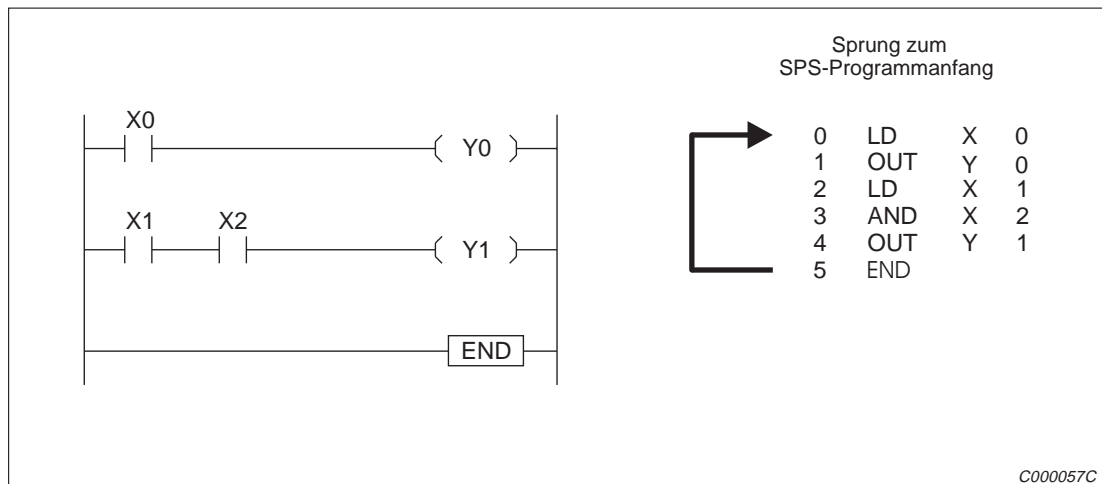 Sprung zum
SPS-Programmanfang
X0
Y0
X1 X2
Y1
END
0 LD X 0
1 OUT Y 0
2 LD X 1
3 AND X 2
4 OUT Y 1
5 END
C000057C